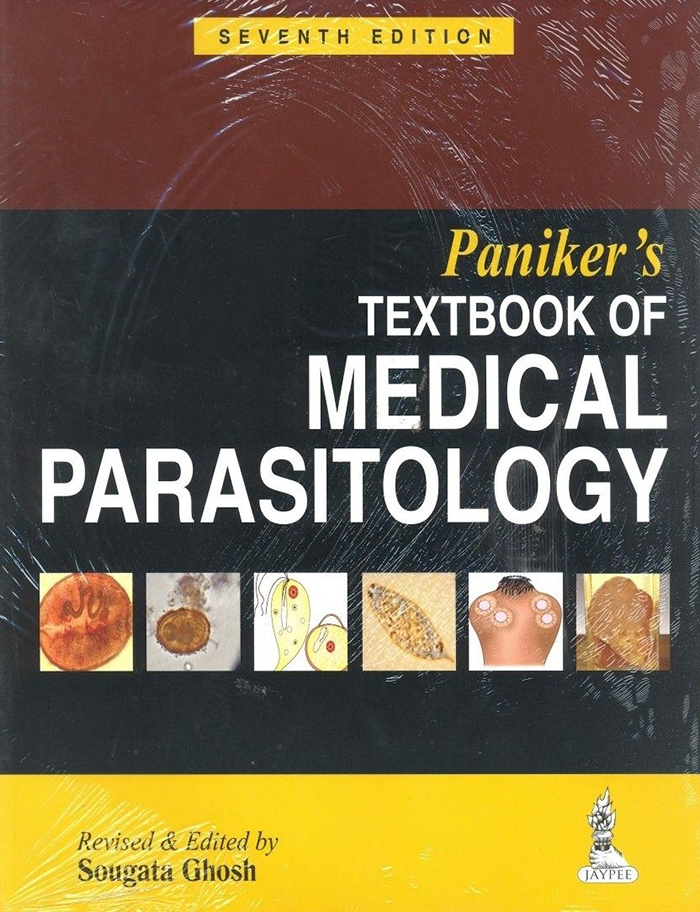 SEVENTH EDITION
Paniker's
TEXTBOOK OF
MEDICAL
PARASITOLOGY
Revised & Edited by
Sougata Ghosh
JAYPEE